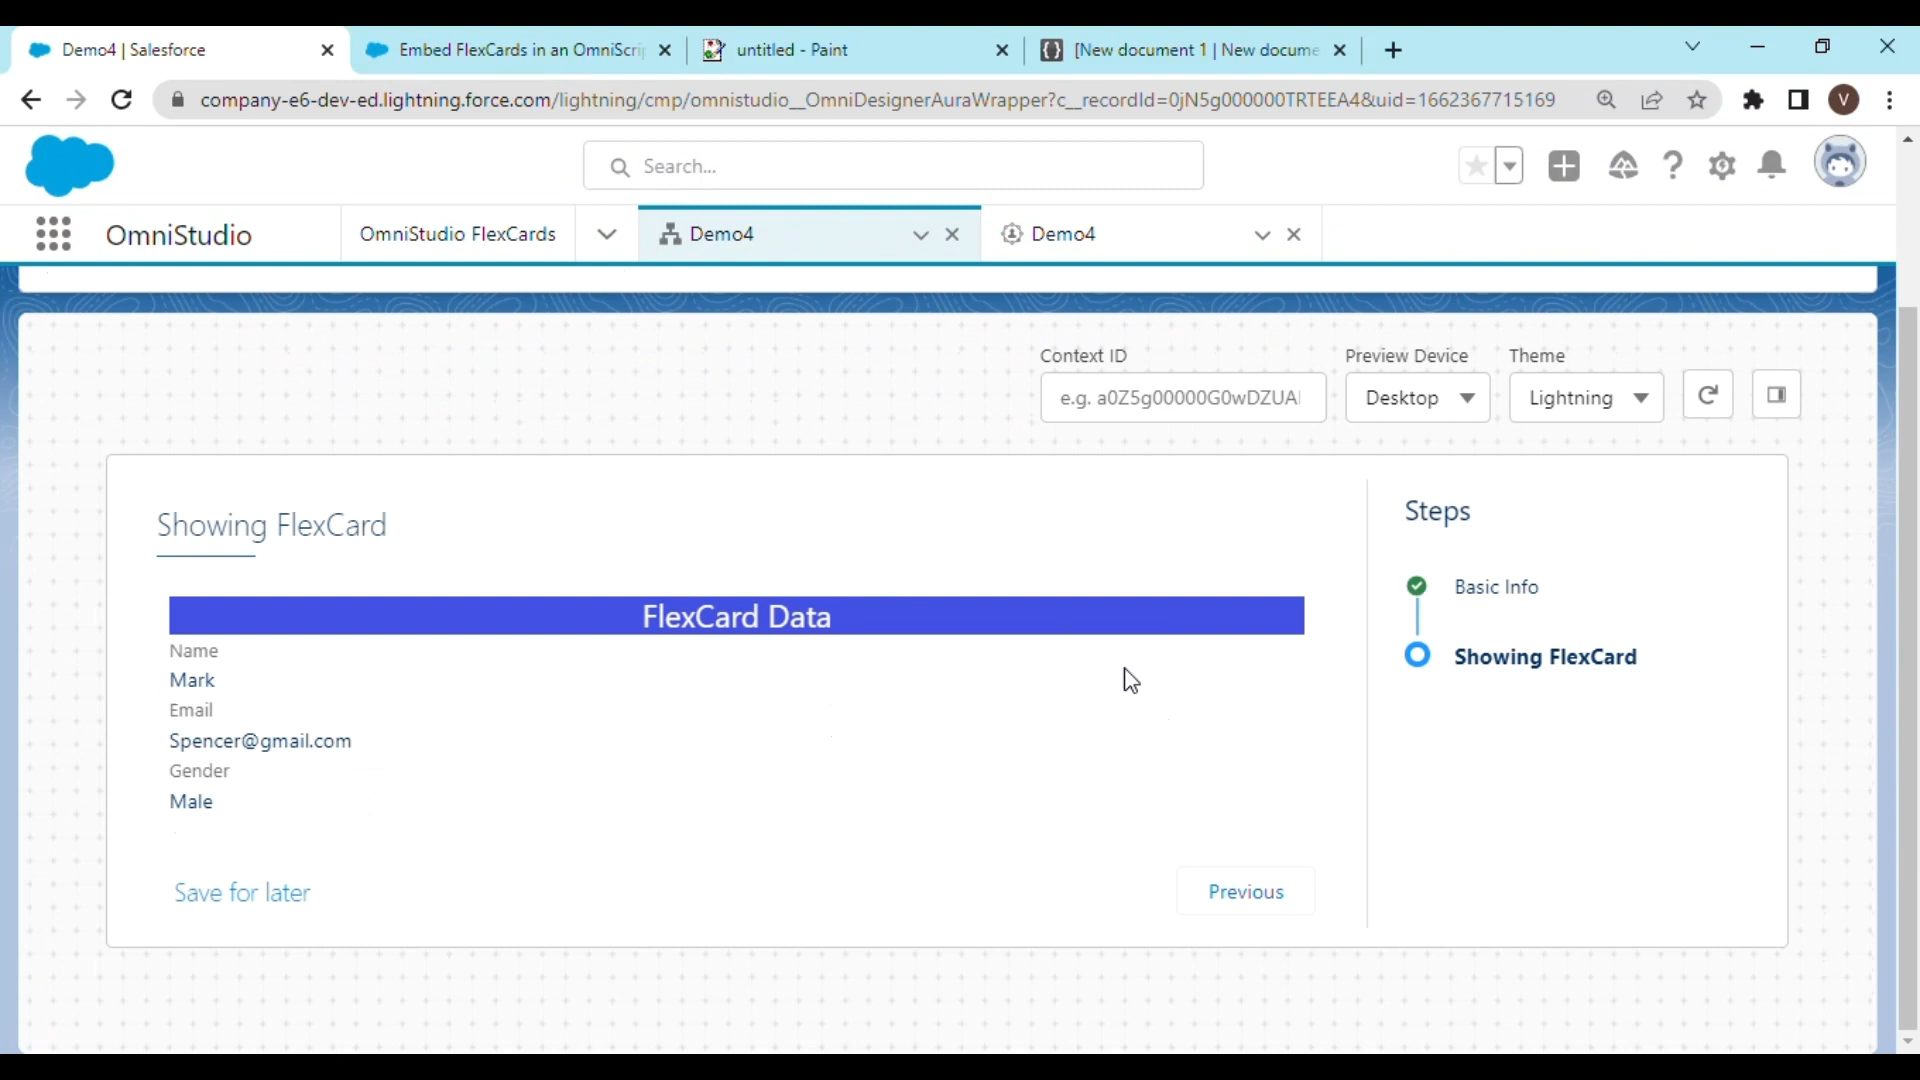 Demo4 | Salesforce
Embed FlexCards in an OmniScri
untitled - Paint
[New document 1 | New docume
company-e6-dev-ed.lightning.force.com/lightning/cmp/omnistudio__OmniDesignerAuraWrapper?c__recordId=0jN5g000000TRTEEA4&uid=1662367715169
V
Search...
OmniStudio
OmniStudio FlexCards
Demo4
Demo4
Context ID
Preview Device
Theme
e.g. a0Z5g00000G0wDZUA
Desktop
Lightning
Showing FlexCard
Steps
Basic Info
Showing FlexCard
FlexCard Data
Name
Mark
Email
Spencer@gmail.com
Gender
Male
Save for later
Previous